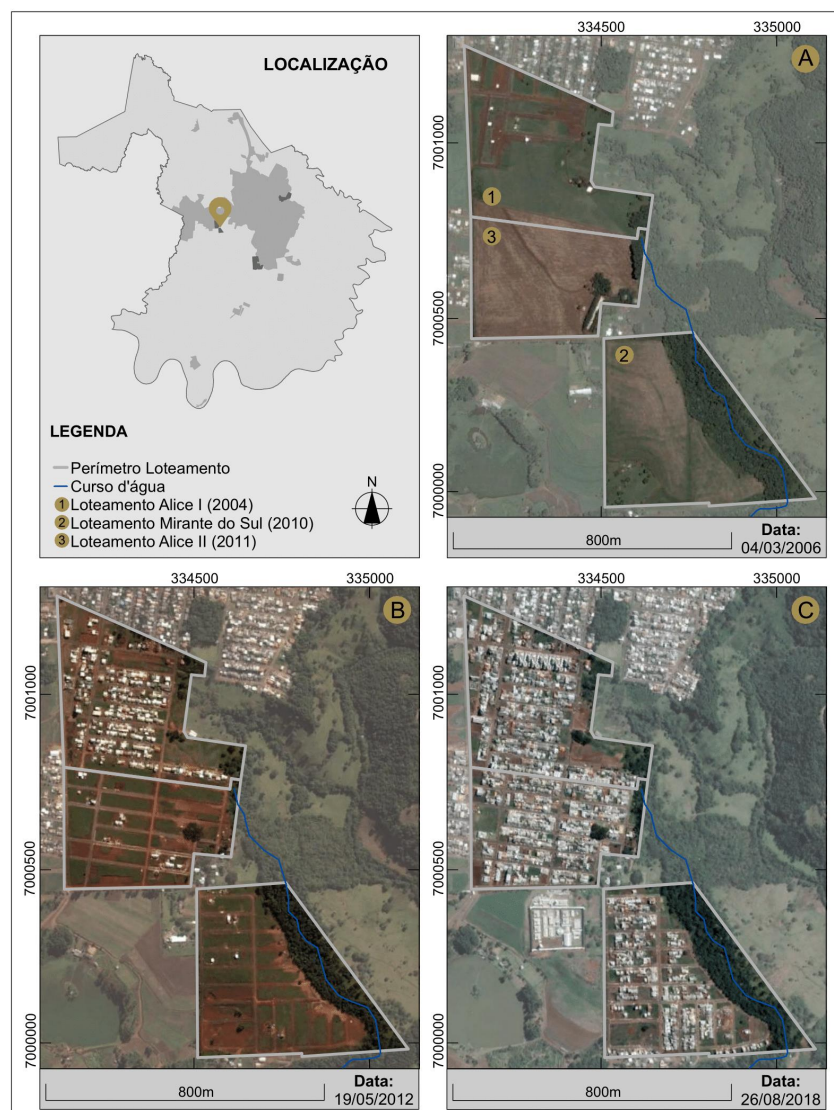 LOCALIZAÇÃO
LEGENDA
Perímetro Loteamento
Curso d'água
1 Loteamento Alice I (2004)
2 Loteamento Mirante do Sul (2010)
3 Loteamento Alice II (2011)
N
334500 335000
A
7001000
7000500
7000000
1
3
2
800m
Data:
04/03/2006
334500 335000
B
7001000
7000500
7000000
800m
Data:
19/05/2012
334500 335000
C
7001000
7000500
7000000
800m
Data:
26/08/2018